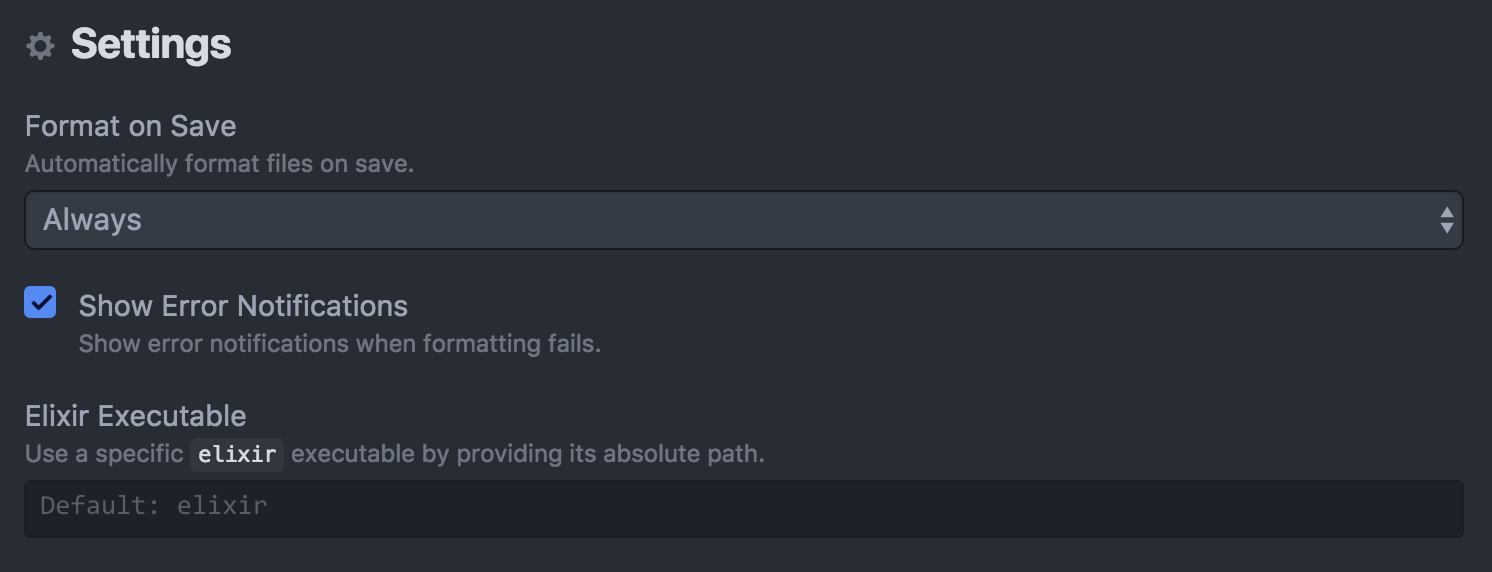 Settings
Format on Save
Automatically format files on save.
Always
Show Error Notifications
Show error notifications when formatting fails.
Elixir Executable
Use a specific elixir executable by providing its absolute path.
Default: elixir